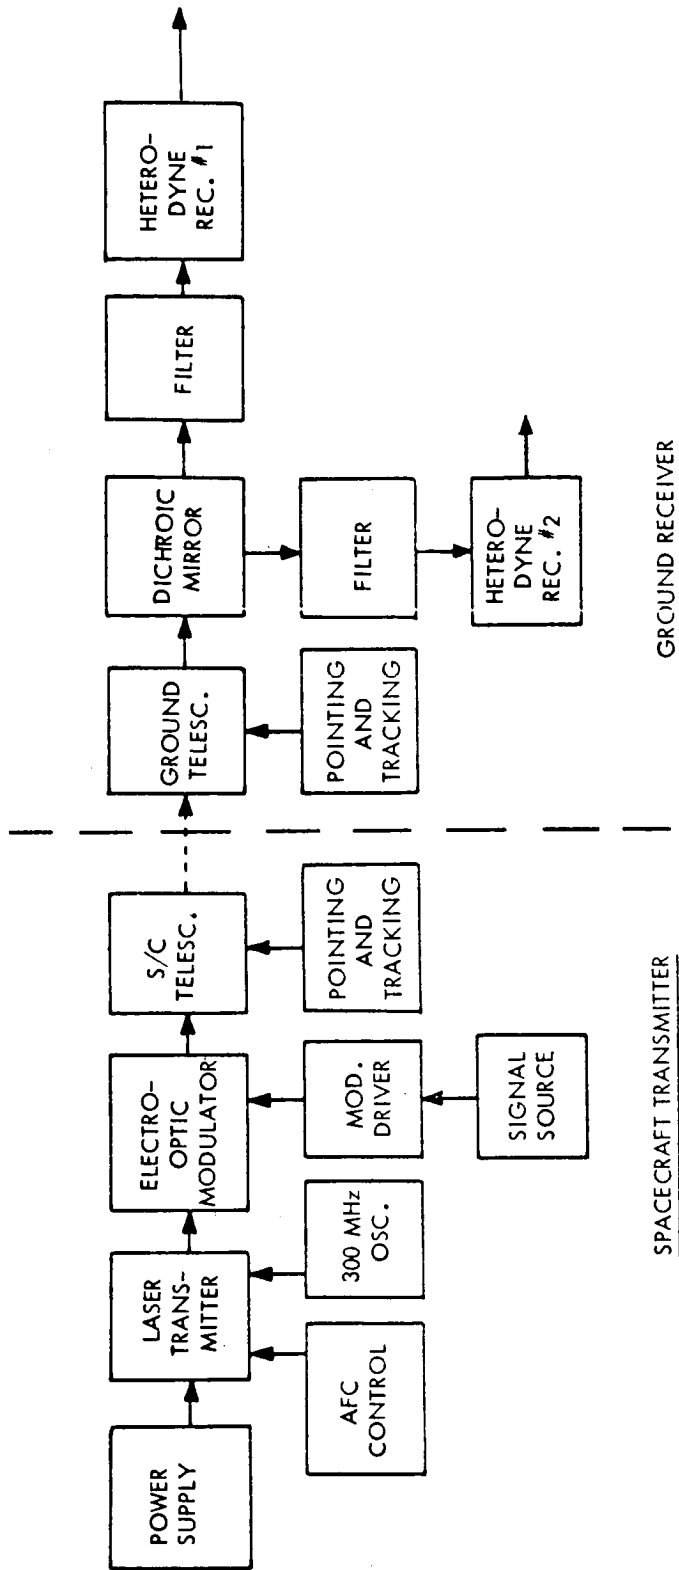 POWER
SUPPLY
LASER
TRANS-
MITTER
AFC
CONTROL
300 MHz
OSC.
ELECTRO-
OPTIC
MODULATOR
MOD.
DRIVER
SIGNAL
SOURCE
S/C
TELESC.
POINTING
AND
TRACKING
SPACECRAFT TRANSMITTER
GROUND
TELESC.
POINTING
AND
TRACKING
DICHROIC
MIRROR
FILTER
HETERO-
DYNE
REC. #2
FILTER
HETERO-
DYNE
REC. #1
GROUND RECEIVER